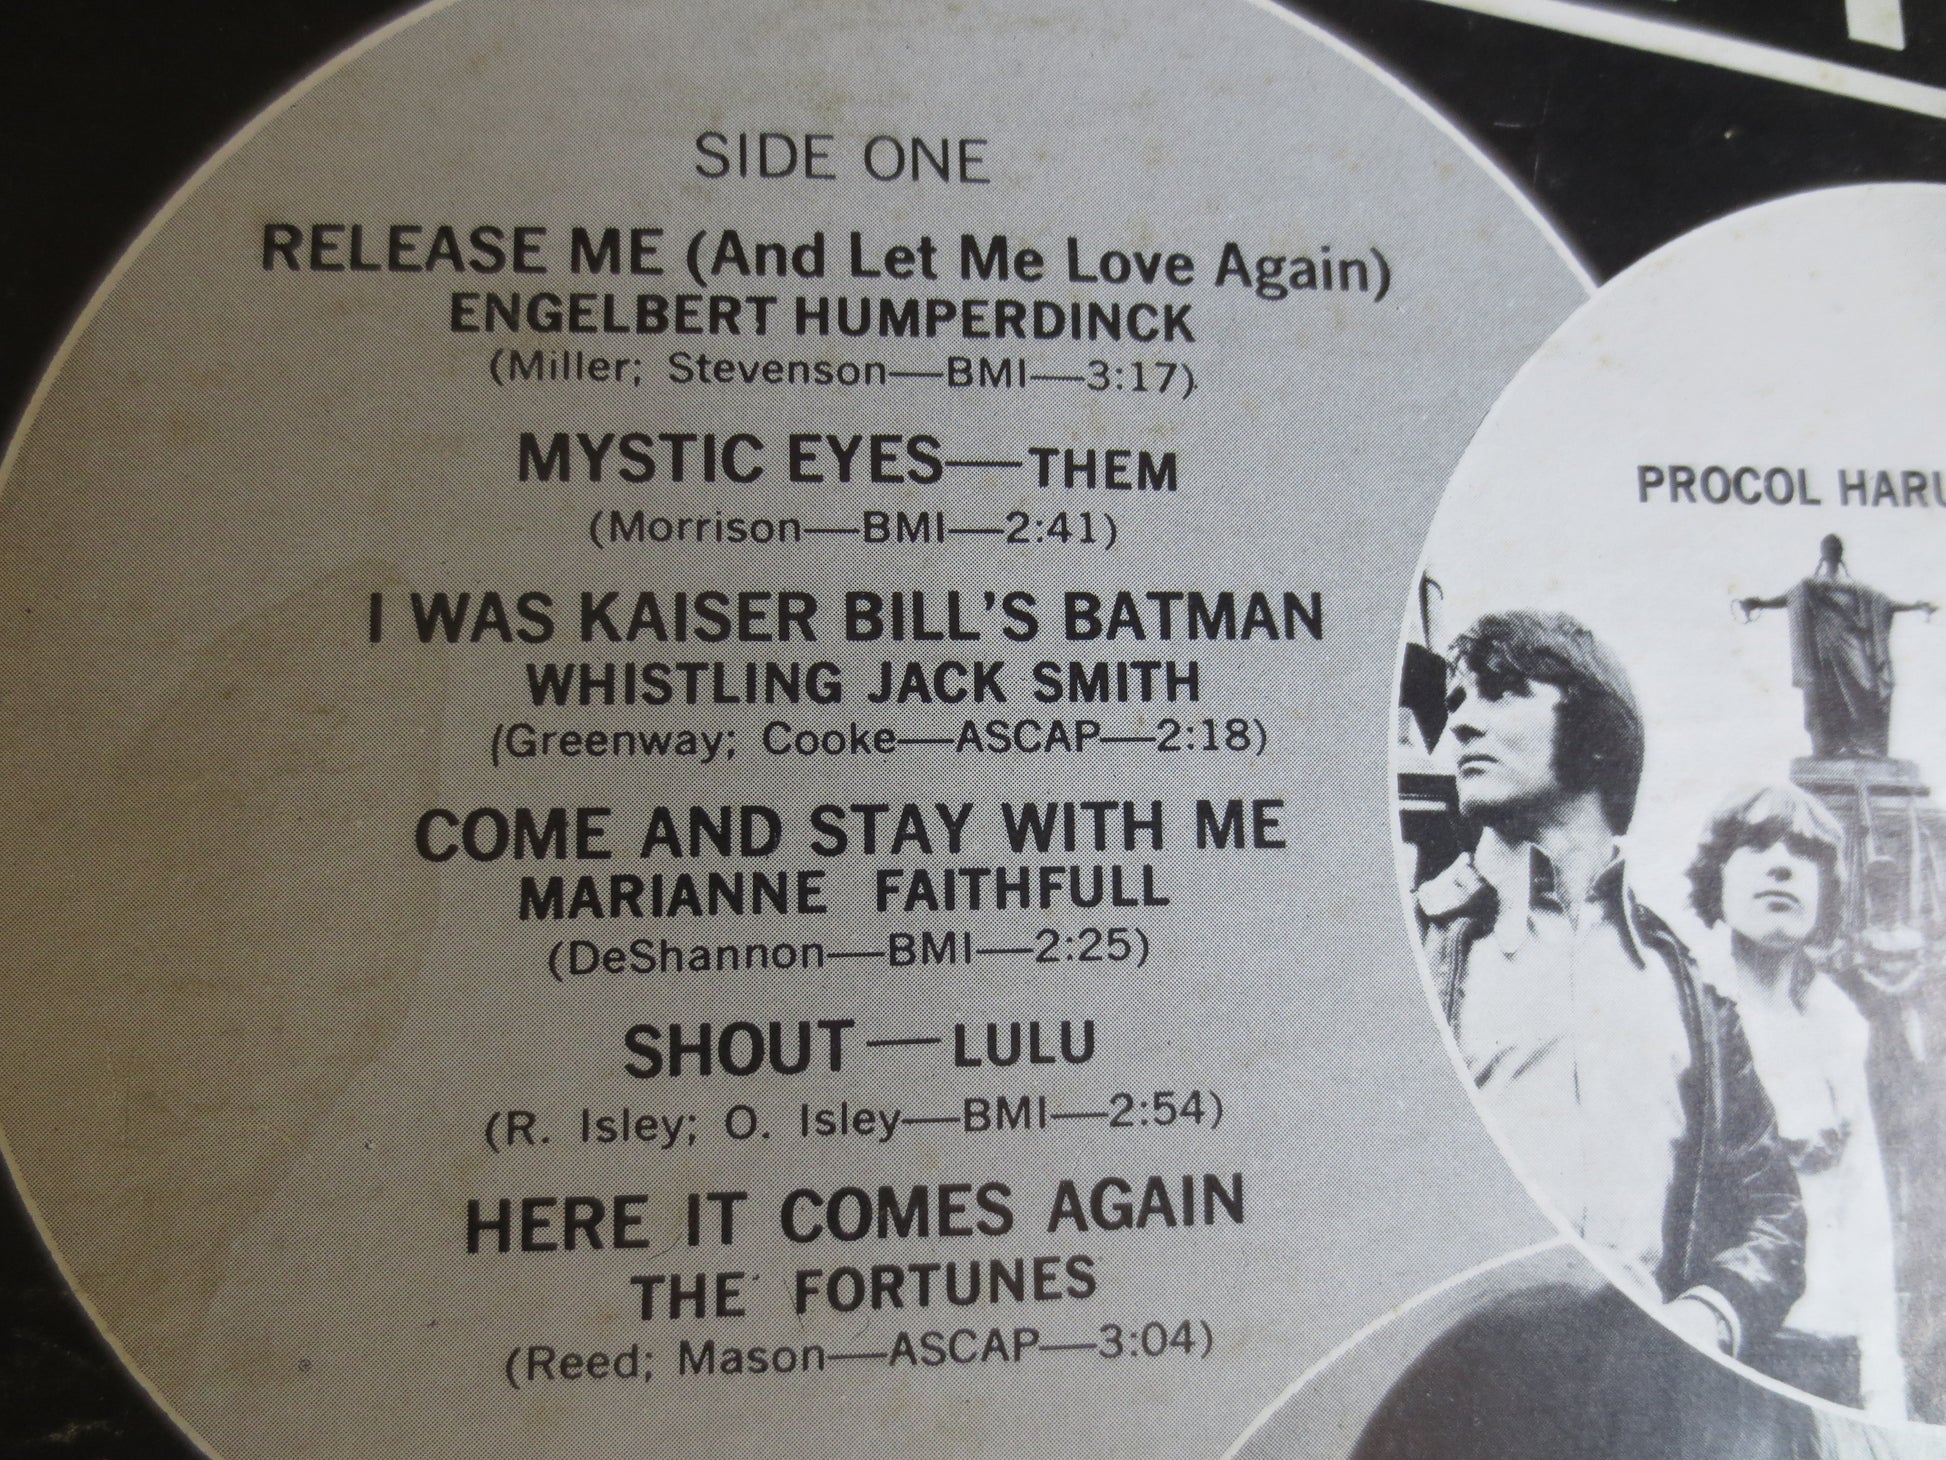 SIDE ONE
RELEASE ME (And Let Me Love Again)
ENGELBERT HUMPERDINCK
(Miller; Stevenson—BMI—3:17)
MYSTIC EYES—THEM
(Morrison—BMI—2:41)
I WAS KAISER BILL'S BATMAN
WHISTLING JACK SMITH
(Greenway; Cooke—ASCAP—2:18)
COME AND STAY WITH ME
MARIANNE FAITHFULL
(DeShannon—BMI—2:25)
SHOUT—LULU
(R. Isley; O. Isley—BMI—2:54)
HERE IT COMES AGAIN
THE FORTUNES
(Reed; Mason—ASCAP—3:04)
PROCOL HARU